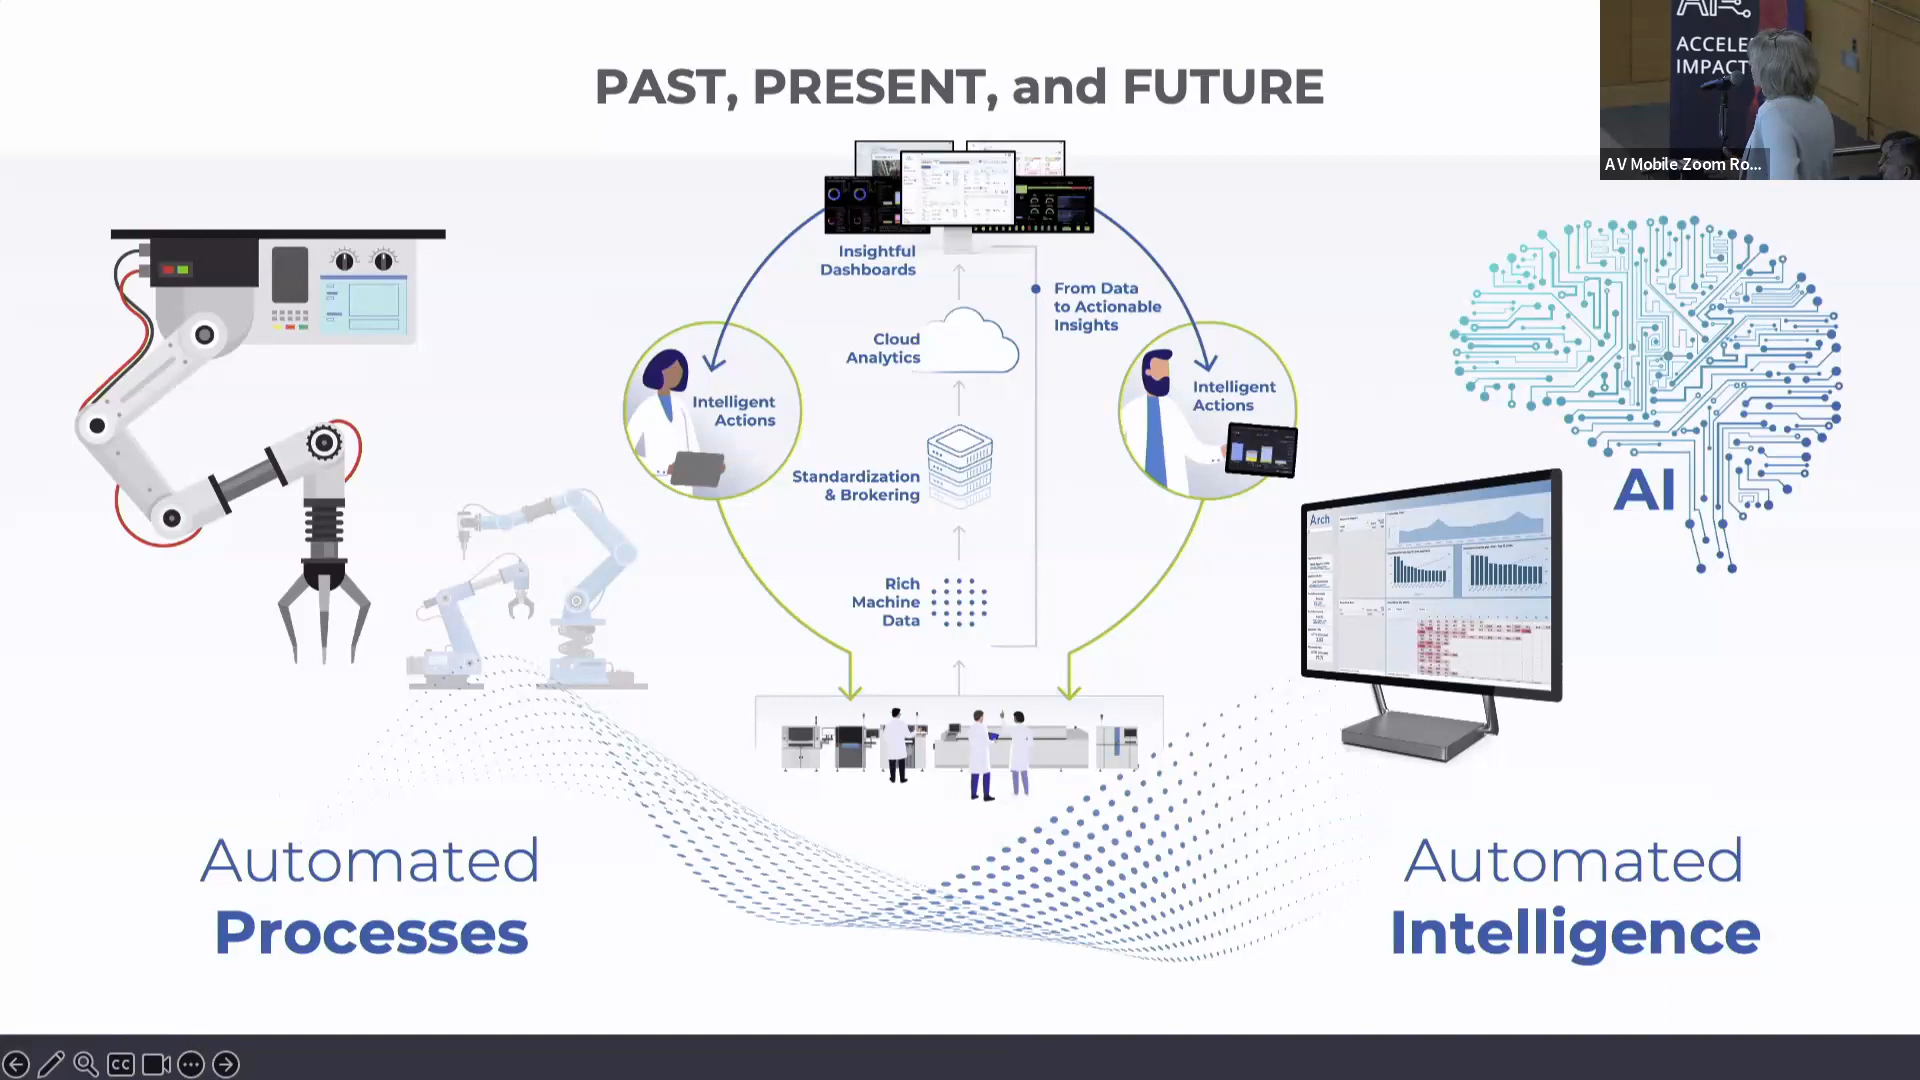 PAST, PRESENT, and FUTURE
ACCELE
IMPACT
AV Mobile Zoom Ro...
Insightful
Dashboards
From Data
to Actionable
Insights
Cloud
Analytics
Intelligent
Actions
Intelligent
Actions
Standardization
& Brokering
Rich
Machine
Data
AI
Arch
Automated
Processes
Automated
Intelligence
CC